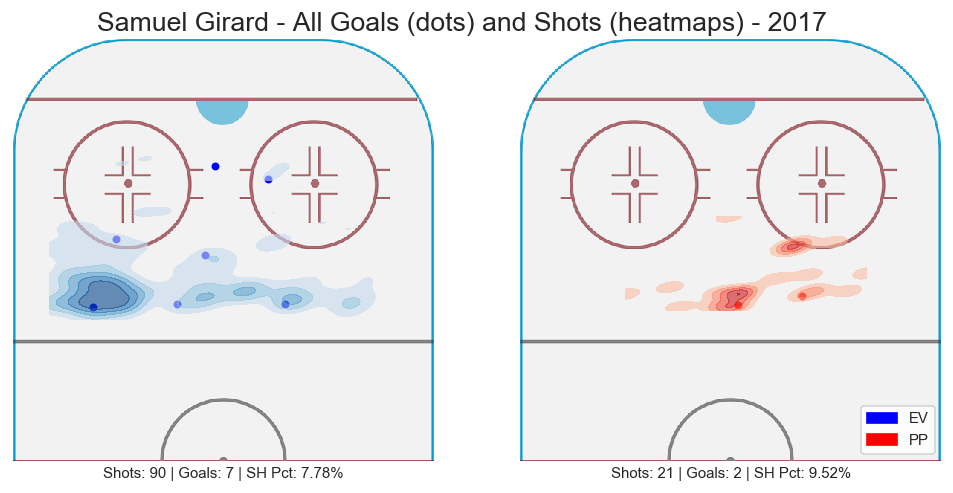 Samuel Girard - All Goals (dots) and Shots (heatmaps) - 2017
EV
PP
Shots: 90 | Goals: 7 | SH Pct: 7.78%
Shots: 21 | Goals: 2 | SH Pct: 9.52%